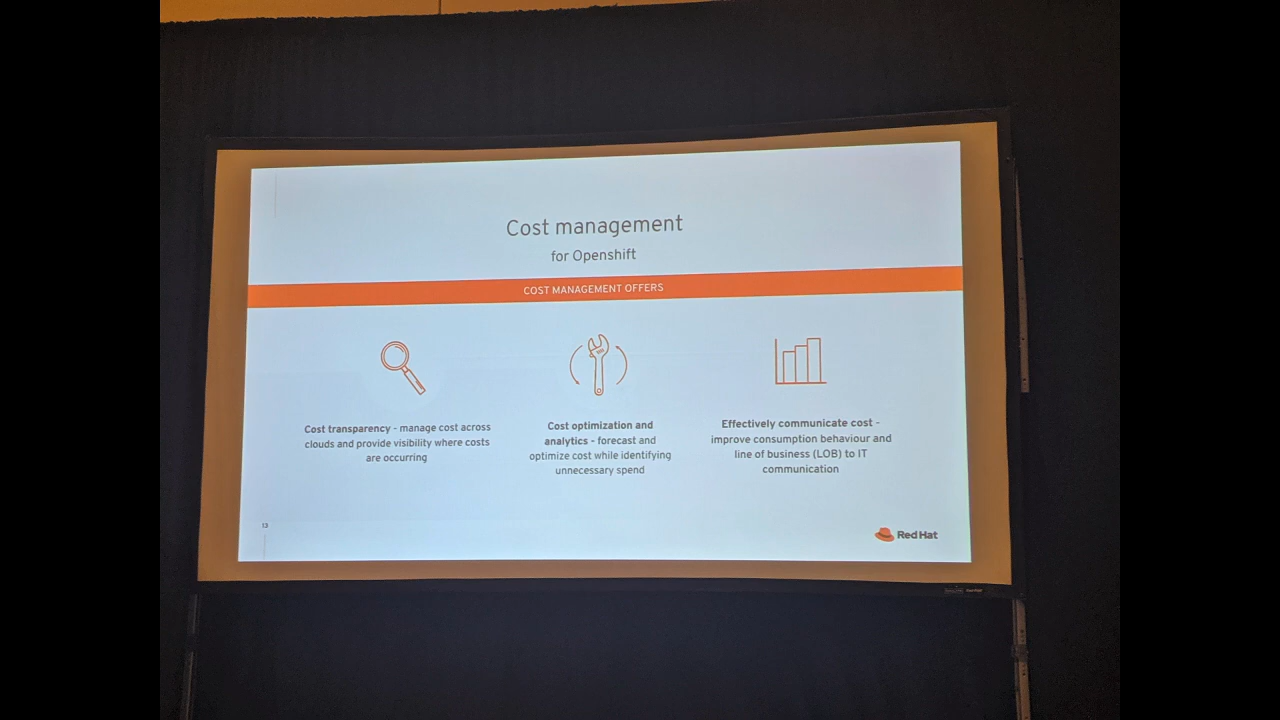 Cost management
for Openshift
COST MANAGEMENT OFFERS
Cost transparency - manage cost across
clouds and provide visibility where costs
are occurring
Cost optimization and
analytics - forecast and
optimize cost while identifying
unnecessary spend
Effectively communicate cost -
improve consumption behaviour and
line of business (LOB) to IT
communication
13
Red Hat